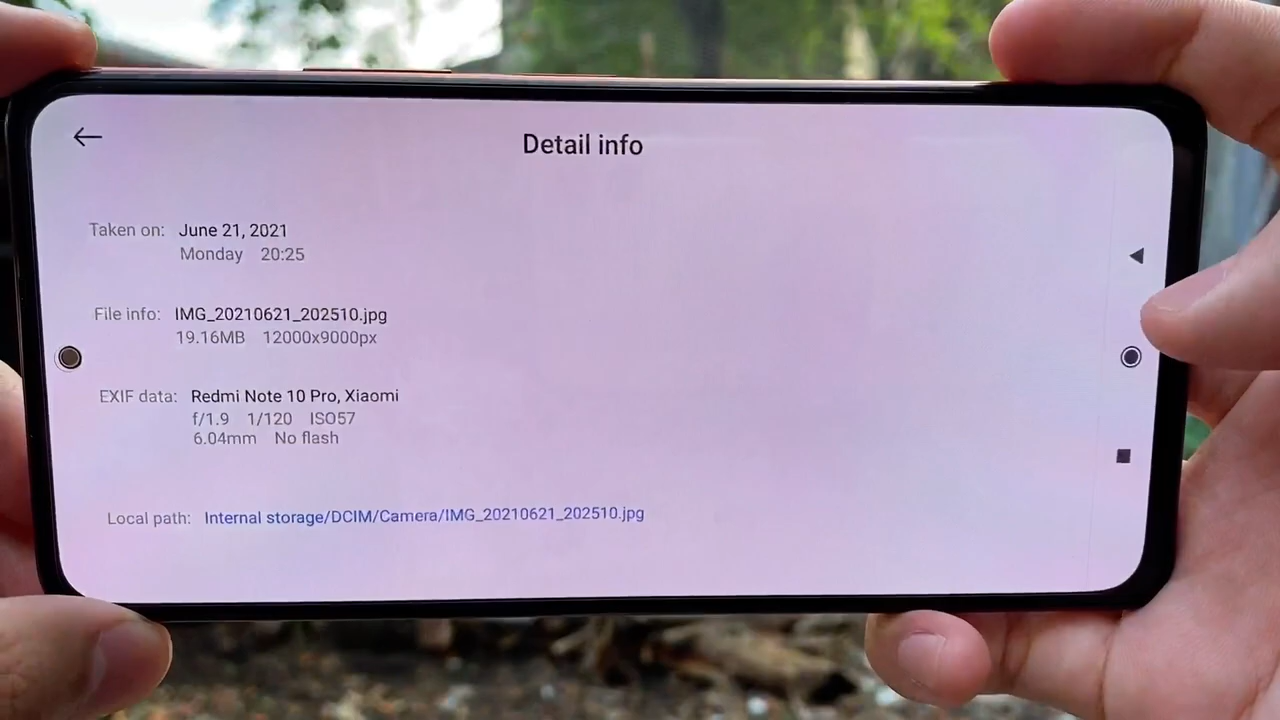 Detail info
Taken on: June 21, 2021
Monday 20:25
File info: IMG_20210621_202510.jpg
19.16MB 12000x9000px
EXIF data: Redmi Note 10 Pro, Xiaomi
f/1.9 1/120 ISO57
6.04mm No flash
Local path: Internal storage/DCIM/Camera/IMG_20210621_202510.jpg